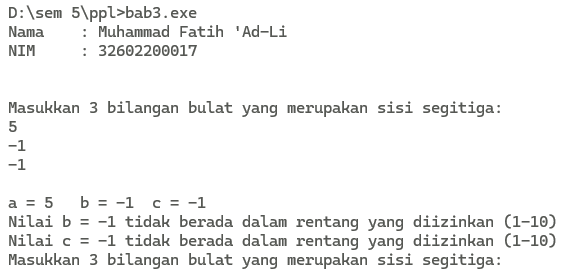 D:\sem 5\ppl>bab3.exe
Nama    : Muhammad Fatih 'Ad-Li
NIM     : 32602200017
Masukkan 3 bilangan bulat yang merupakan sisi segitiga:
5
-1
-1
a = 5   b = -1  c = -1
Nilai b = -1 tidak berada dalam rentang yang diizinkan (1-10)
Nilai c = -1 tidak berada dalam rentang yang diizinkan (1-10)
Masukkan 3 bilangan bulat yang merupakan sisi segitiga: